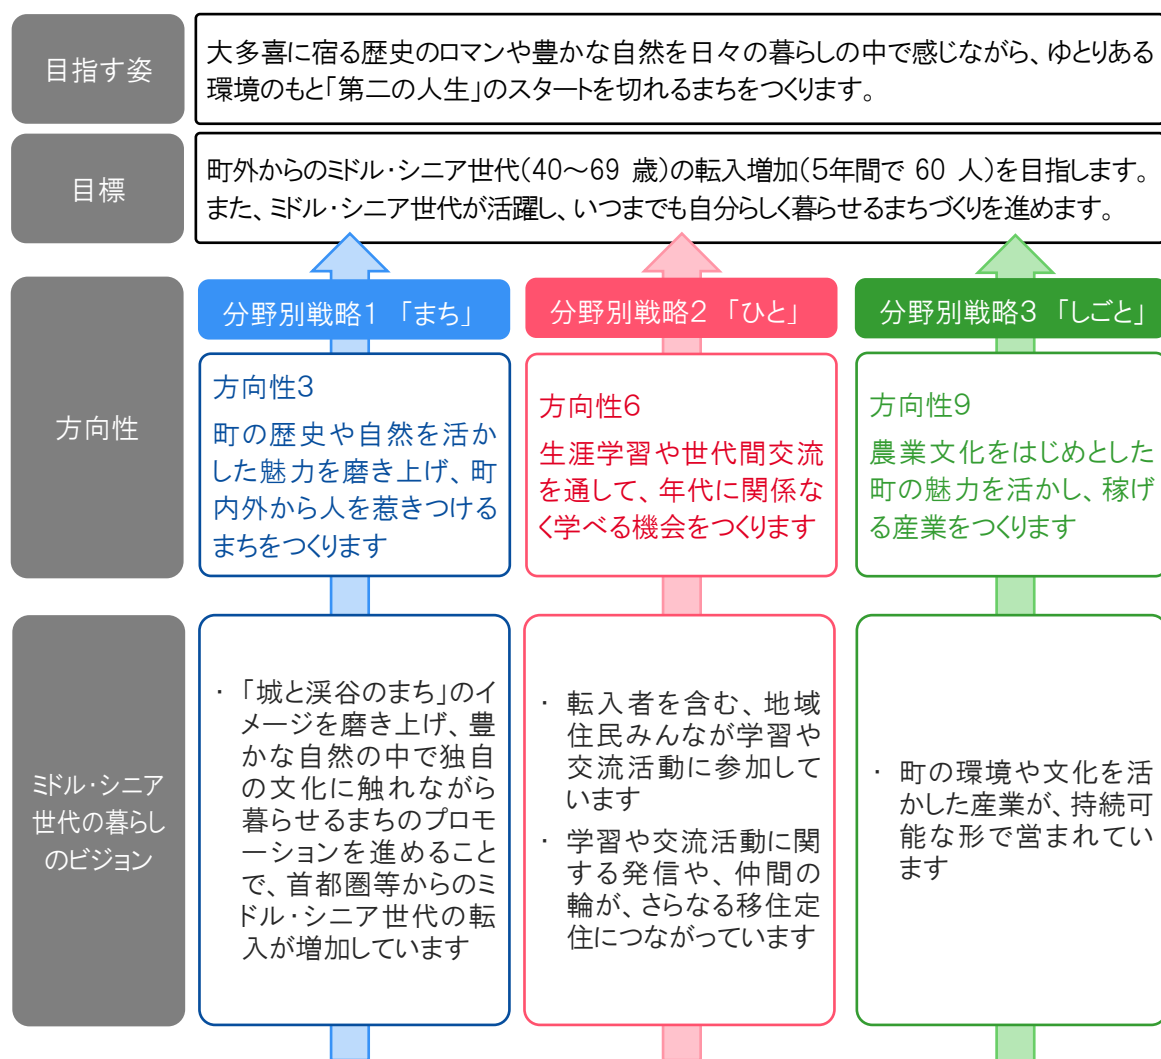 目指す姿
大多喜に宿る歴史のロマンや豊かな自然を日々の暮らしの中で感じながら、ゆとりある
環境のもと「第二の人生」のスタートを切れるまちをつくります。
目標
町外からのミドル・シニア世代(40～69 歳)の転入増加(5年間で 60 人)を目指します。
また、ミドル・シニア世代が活躍し、いつまでも自分らしく暮らせるまちづくりを進めます。
方向性
分野別戦略1 「まち」
方向性3
町の歴史や自然を活か
した魅力を磨き上げ、町
内外から人を惹きつける
まちをつくります
分野別戦略2 「ひと」
方向性6
生涯学習や世代間交流
を通して、年代に関係な
く学べる機会をつくります
分野別戦略3 「しごと」
方向性9
農業文化をはじめとした
町の魅力を活かし、稼げ
る産業をつくります
ミドル・シニア
世代の暮らし
のビジョン
・「城と渓谷のまち」のイ
メージを磨き上げ、豊
かな自然の中で独自
の文化に触れながら
暮らせるまちのプロモ
ーションを進めること
で、首都圏等からのミ
ドル・シニア世代の転
入が増加しています
・ 転入者を含む、地域
住民みんなが学習や
交流活動に参加して
います
・ 学習や交流活動に関
する発信や、仲間の
輪が、さらなる移住定
住につながっています
・ 町の環境や文化を活
かした産業が、持続可
能な形で営まれてい
ます